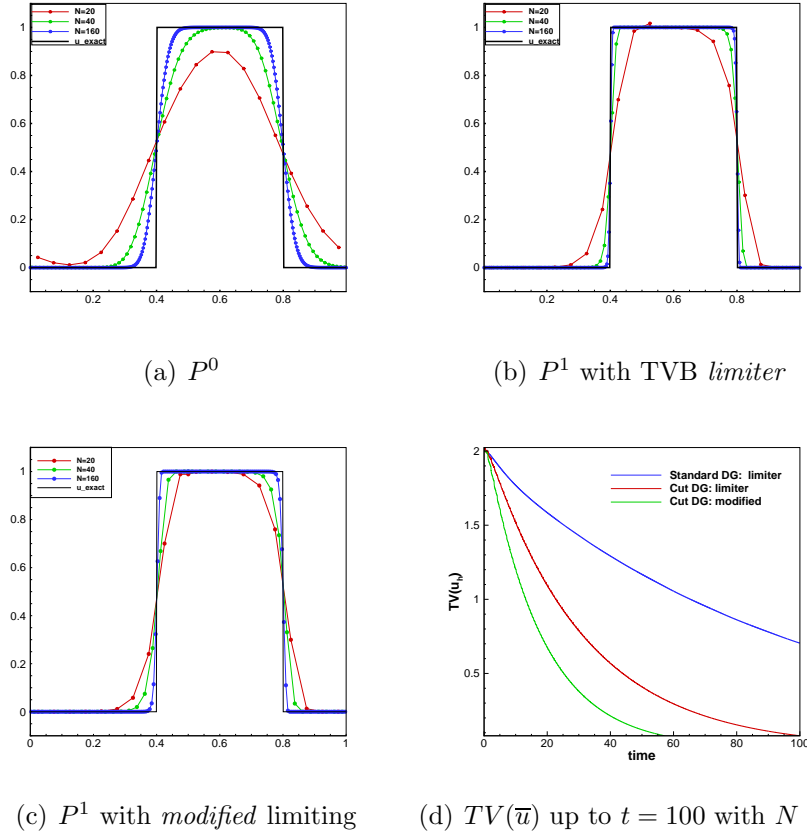 N=20
N=40
N=160
u_exact
1
0.8
0.6
0.4
0.2
0
0.2 0.4 0.6 0.8
(a) P^0
N=20
N=40
N=160
u_exact
1
0.8
0.6
0.4
0.2
0
0.2 0.4 0.6 0.8
(b) P^1 with TVB limiter
N=20
N=40
N=160
u_exact
1
0.8
0.6
0.4
0.2
0
0 0.2 0.4 0.6 0.8 1
(c) P^1 with modified limiting
Standard DG: limiter
Cut DG: limiter
Cut DG: modified
TV(u_h)
2
1.5
1
0.5
0 20 40 60 80 100
time
(d) TV(u̅) up to t = 100 with N